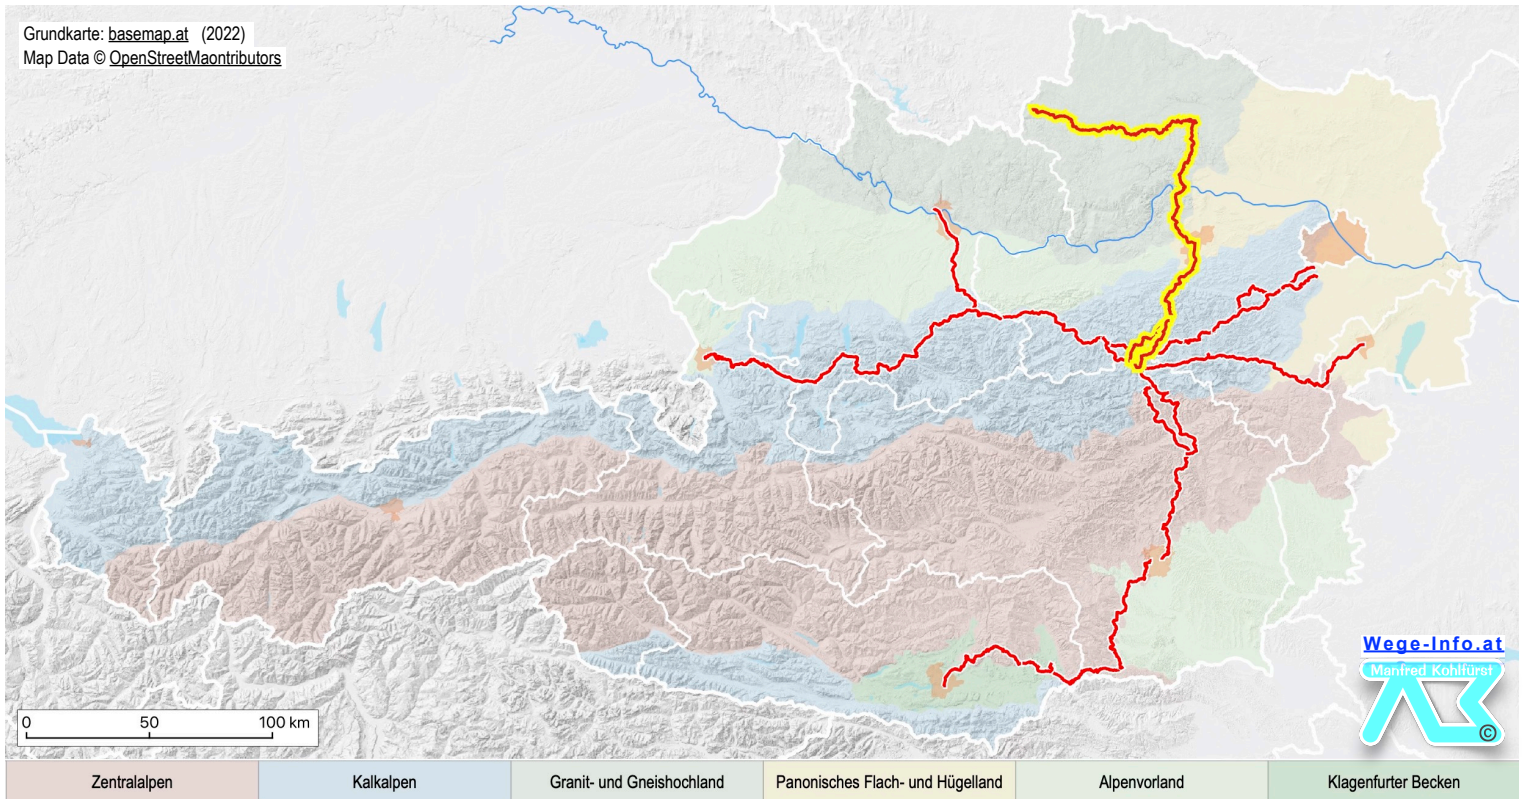 Grundkarte: basemap.at (2022)
Map Data © OpenStreetMaontributors
Wege-Info.at
Manfred Kohlfürst
©
0 50 100 km
Zentralalpen Kalkalpen Granit- und Gneishochland Panonisches Flach- und Hügelland Alpenvorland Klagenfurter Becken